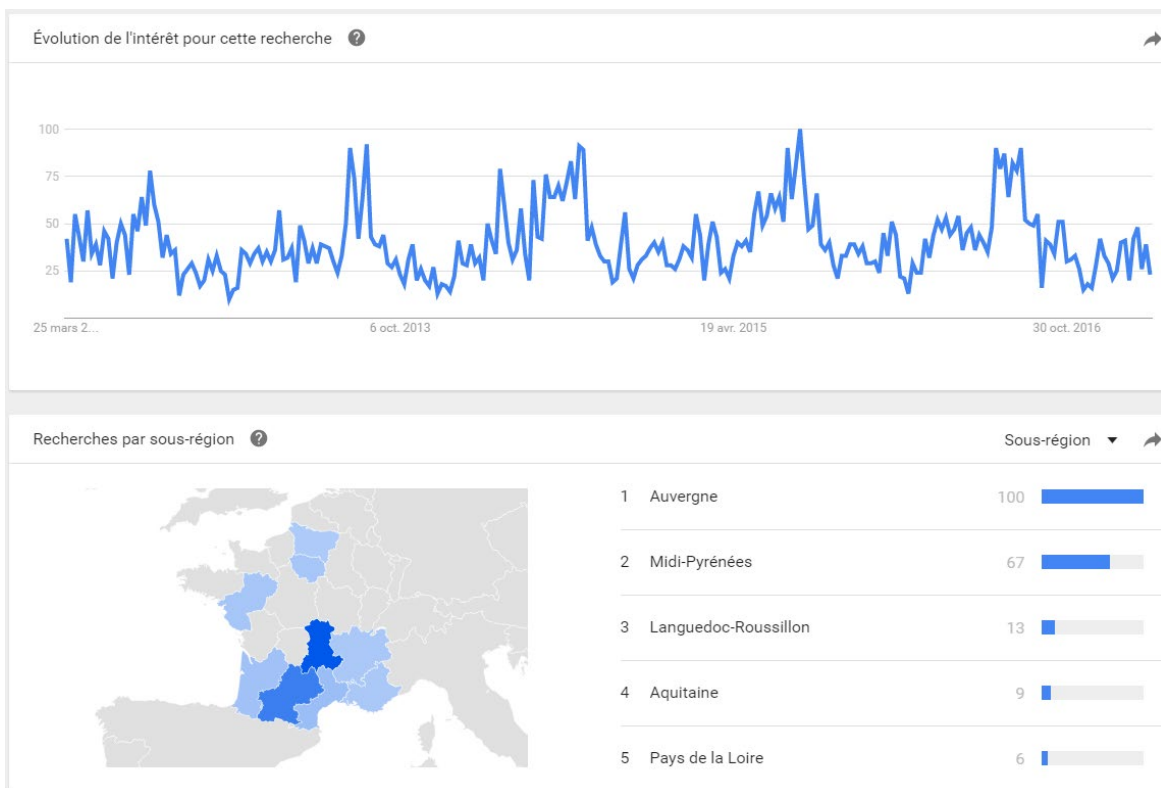 Évolution de l'intérêt pour cette recherche ?
100
75
50
25
25 mars 2... 6 oct. 2013 19 avr. 2015 30 oct. 2016
Recherches par sous-région ? Sous-région
1 Auvergne 100
2 Midi-Pyrénées 67
3 Languedoc-Roussillon 13
4 Aquitaine 9
5 Pays de la Loire 6